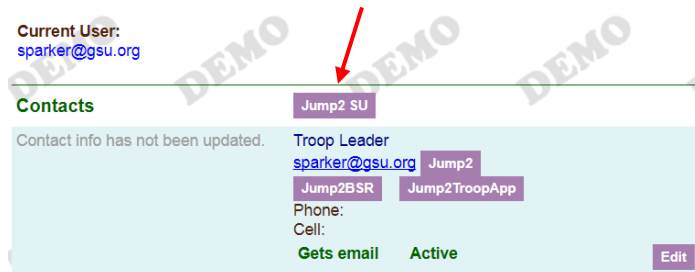 Current User:
sparker@gsu.org
DEMO DEMO DEMO DEMO
Contacts Jump2 SU
Contact info has not been updated. Troop Leader
sparker@gsu.org Jump2
Jump2BSR Jump2TroopApp
Phone:
Cell:
Gets email Active Edit